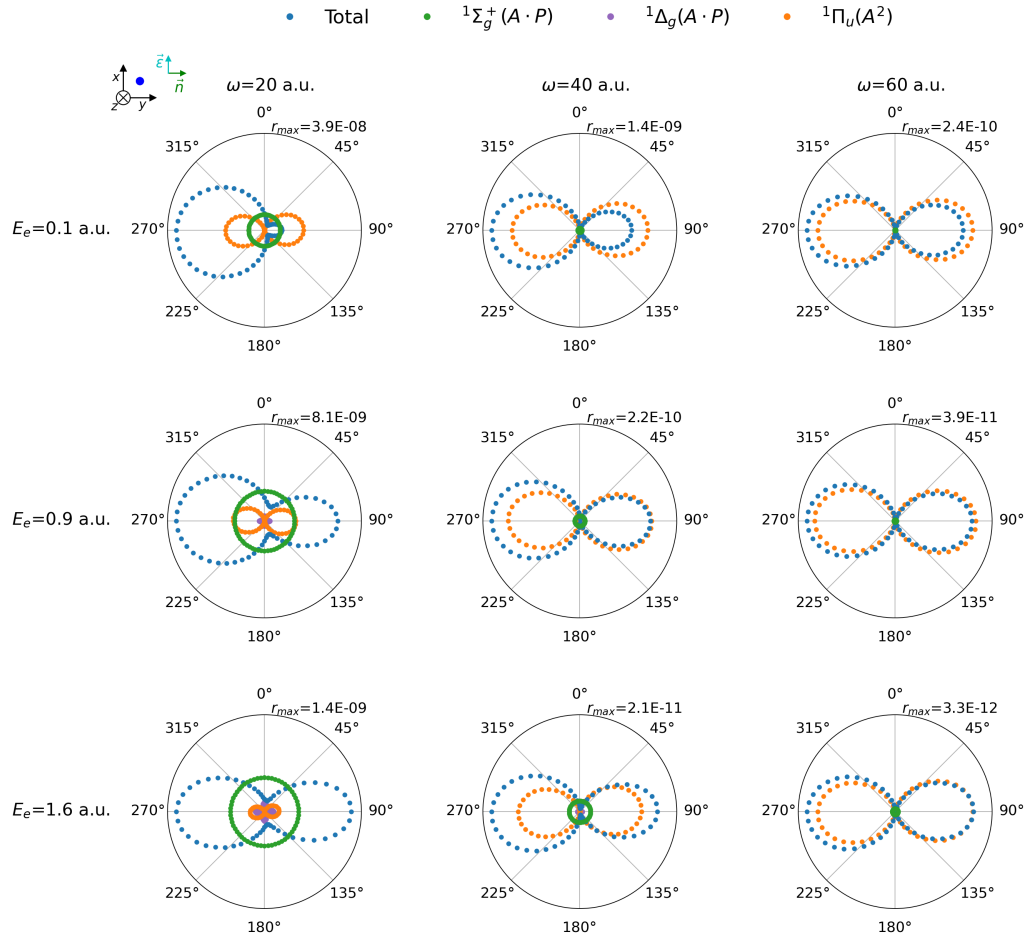 Total ¹Σg⁺(A · P) ¹Δg(A · P) ¹Πu(A²)
x ε⃗ n⃗ z y
ω=20 a.u. ω=40 a.u. ω=60 a.u.
0° 0° 0°
rmax=3.9E-08 rmax=1.4E-09 rmax=2.4E-10
315° 45° 315° 45° 315° 45°
Ee=0.1 a.u. 270° 90° 270° 90° 270° 90°
225° 135° 225° 135° 225° 135°
180° 180° 180°
0° 0° 0°
rmax=8.1E-09 rmax=2.2E-10 rmax=3.9E-11
315° 45° 315° 45° 315° 45°
Ee=0.9 a.u. 270° 90° 270° 90° 270° 90°
225° 135° 225° 135° 225° 135°
180° 180° 180°
0° 0° 0°
rmax=1.4E-09 rmax=2.1E-11 rmax=3.3E-12
315° 45° 315° 45° 315° 45°
Ee=1.6 a.u. 270° 90° 270° 90° 270° 90°
225° 135° 225° 135° 225° 135°
180° 180° 180°